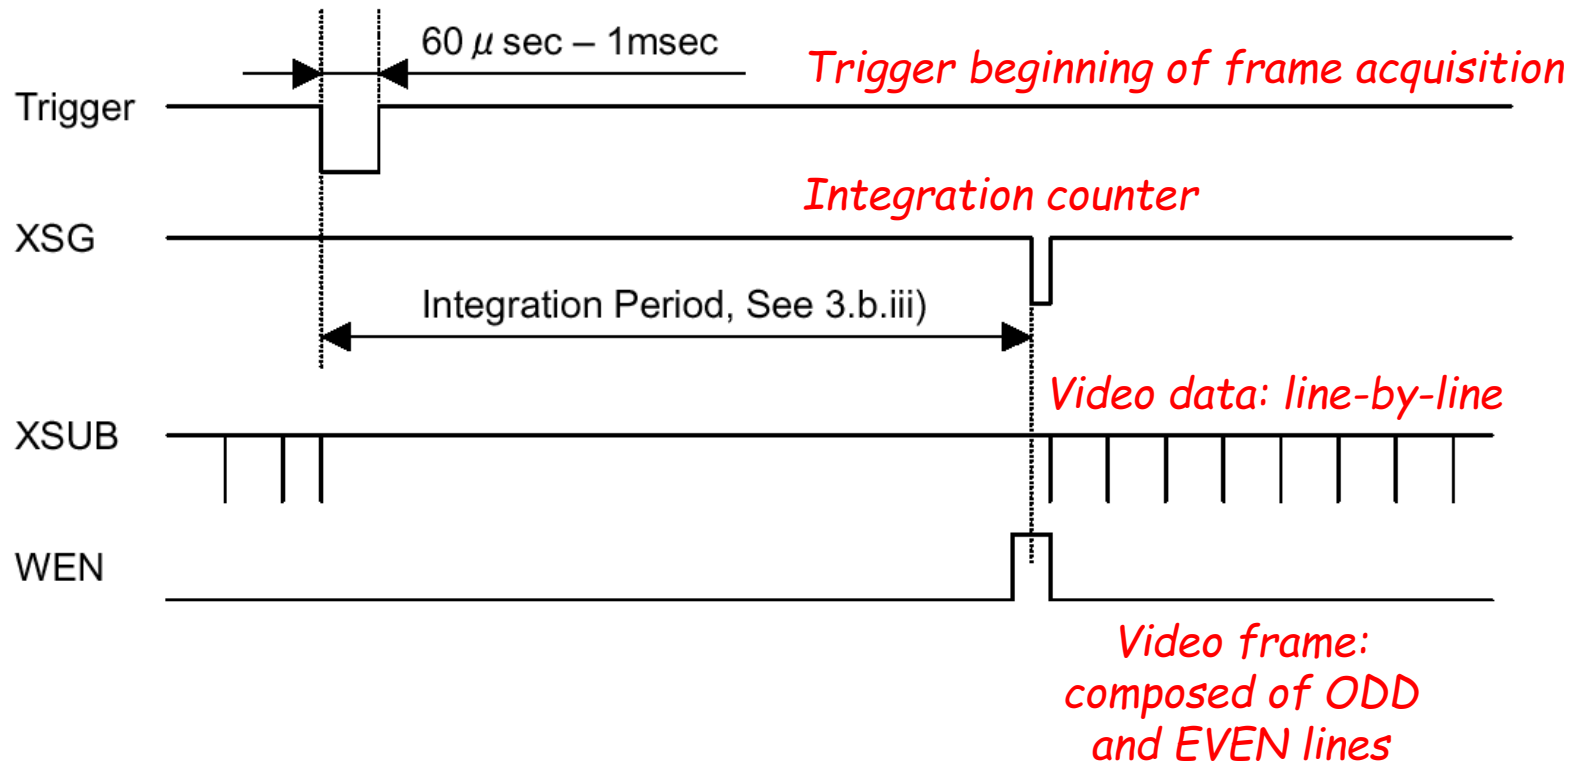 60 μ sec – 1msec
Trigger beginning of frame acquisition
Trigger
Integration counter
XSG
Integration Period, See 3.b.iii)
Video data: line-by-line
XSUB
WEN
Video frame:
composed of ODD
and EVEN lines